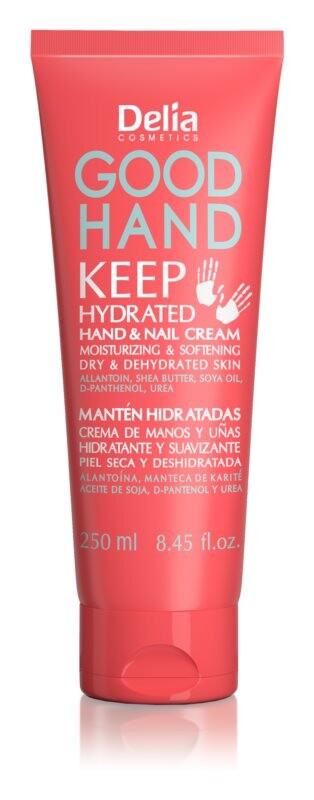 Delia
COSMETICS
GOOD
HAND
KEEP
HYDRATED
HAND & NAIL CREAM
MOISTURIZING & SOFTENING
DRY & DEHYDRATED SKIN
ALLANTOIN, SHEA BUTTER, SOYA OIL,
D-PANTHENOL, UREA
MANTÉN HIDRATADAS
CREMA DE MANOS Y UÑAS
HIDRATANTE Y SUAVIZANTE
PIEL SECA Y DESHIDRATADA
ALANTOÍNA, MANTECA DE KARITÉ
ACEITE DE SOJA, D-PANTENOL Y UREA
250 ml 8.45 fl.oz.